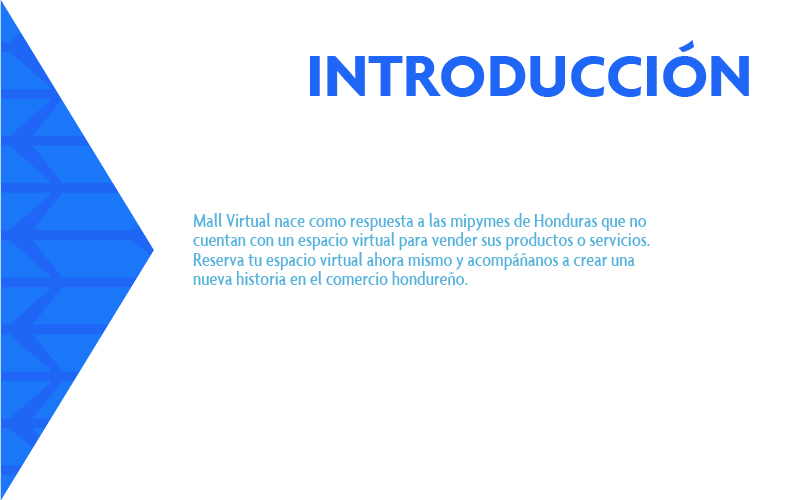 INTRODUCCIÓN
Mall Virtual nace como respuesta a las mipymes de Honduras que no
cuentan con un espacio virtual para vender sus productos o servicios.
Reserva tu espacio virtual ahora mismo y acompáñanos a crear una
nueva historia en el comercio hondureño.